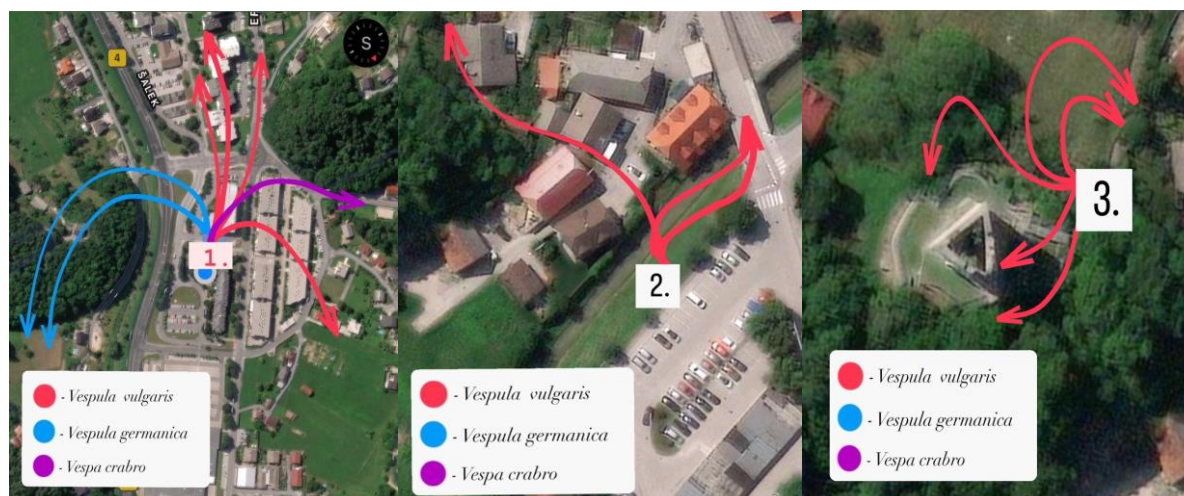 4
ŠALEK
EF
S
1.
- Vespula vulgaris
- Vespula germanica
- Vespa crabro
2.
- Vespula vulgaris
- Vespula germanica
- Vespa crabro
3.
- Vespula vulgaris
- Vespula germanica
- Vespa crabro